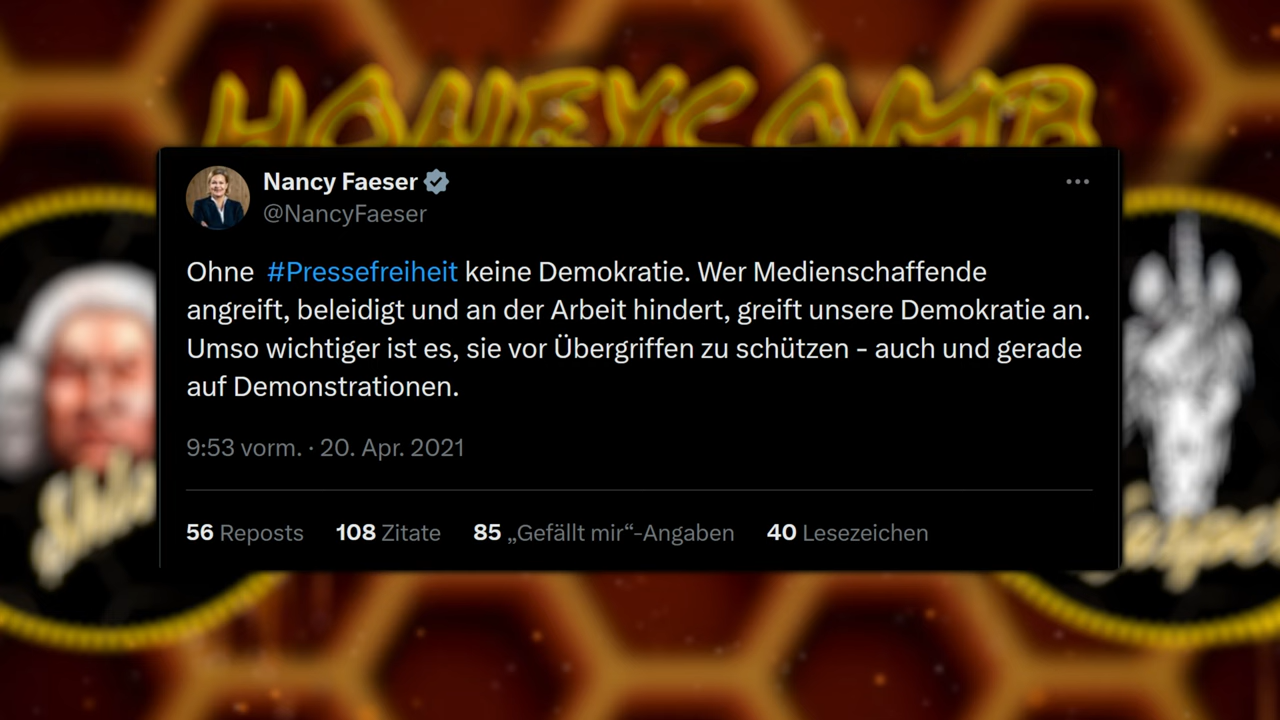 HONEYCOMB
Nancy Faeser
@NancyFaeser
Ohne #Pressefreiheit keine Demokratie. Wer Medienschaffende
angreift, beleidigt und an der Arbeit hindert, greift unsere Demokratie an.
Umso wichtiger ist es, sie vor Übergriffen zu schützen - auch und gerade
auf Demonstrationen.
9:53 vorm. · 20. Apr. 2021
56 Reposts 108 Zitate 85 „Gefällt mir“-Angaben 40 Lesezeichen